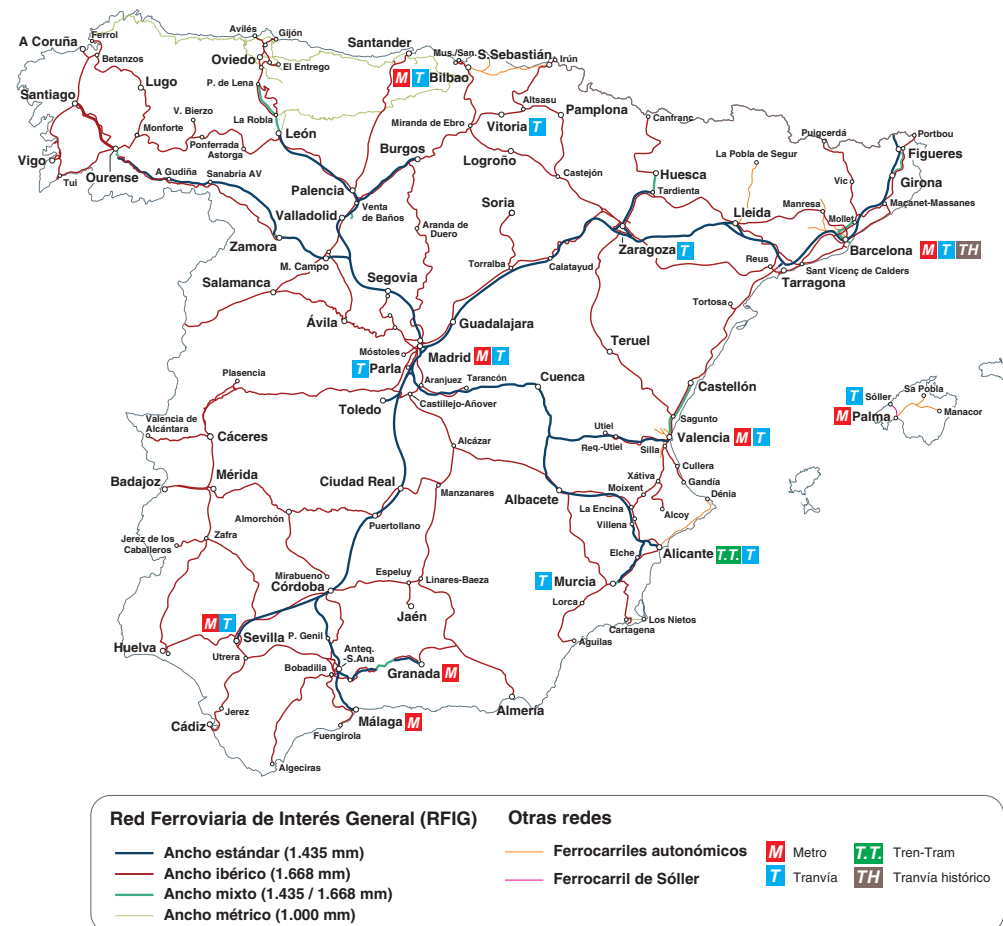 Ferrol
A Coruña
Betanzos
Lugo
Santiago
V. Bierzo
Monforte
Ponferrada
Astorga
Vigo
Tui
Ourense
A Gudiña
Sanabria AV
Avilés
Gijón
Oviedo
El Entrego
P. de Lena
La Robla
León
Santander
Mus./San.
S.Sebastián
Irún
M T Bilbao
Altsasu
Pamplona
Miranda de Ebro
Vitoria T
Canfranc
Burgos
Logroño
Castejón
Palencia
Venta
de Baños
Valladolid
Aranda de
Duero
Soria
Zamora
M. Campo
Torralba
Calatayud
Salamanca
Segovia
Ávila
Guadalajara
Huesca
Tardienta
Zaragoza T
La Pobla de Segur
Puigcerdá
Portbou
Figueres
Girona
Vic
Manresa
Maçanet-Massanes
Mollet
Lleida
Barcelona M T TH
Reus
Sant Vicenç de Calders
Tarragona
Tortosa
Teruel
Móstoles
Madrid M T
T Parla
Aranjuez
Tarancón
Cuenca
Castillejo-Añover
Toledo
Castellón
Sagunto
Plasencia
Valencia de
Alcántara
Cáceres
Utiel
Req.-Utiel
Silla
Valencia M T
Cullera
Gandía
Dénia
T Sóller
Sa Pobla
M Palma
Manacor
Alcázar
Badajoz
Mérida
Ciudad Real
Manzanares
Albacete
Xátiva
Moixent
La Encina
Villena
Alcoy
Almorchón
Puertollano
Jerez de los
Caballeros
Zafra
Elche
Alicante T.T. T
T Murcia
Mirabueno
Córdoba
Espeluy
Linares-Baeza
Jaén
Lorca
Los Nietos
Cartagena
Águilas
M T
Sevilla
P. Genil
Huelva
Utrera
Anteq.
-S.Ana
Bobadilla
Granada M
Almería
Jerez
Cádiz
Málaga M
Fuengirola
Algeciras
Red Ferroviaria de Interés General (RFIG)
Ancho estándar (1.435 mm)
Ancho ibérico (1.668 mm)
Ancho mixto (1.435 / 1.668 mm)
Ancho métrico (1.000 mm)
Otras redes
Ferrocarriles autonómicos
Ferrocarril de Sóller
M Metro
T Tranvía
T.T. Tren-Tram
TH Tranvía histórico